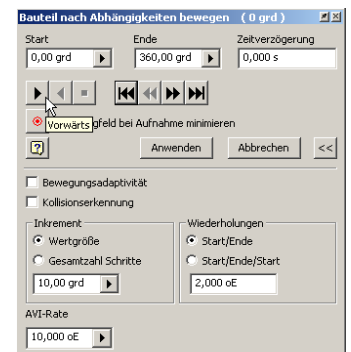 Bauteil nach Abhängigkeiten bewegen ( 0 grd )
Start Ende Zeitverzögerung
0,00 grd 360,00 grd 0,000 s
Vorwärts gfeld bei Aufnahme minimieren
Anwenden Abbrechen <<
Bewegungsadaptivität
Kollisionserkennung
Inkrement Wiederholungen
Wertgröße Start/Ende
Gesamtzahl Schritte Start/Ende/Start
10,00 grd 2,000 oE
AVI-Rate
10,000 oE